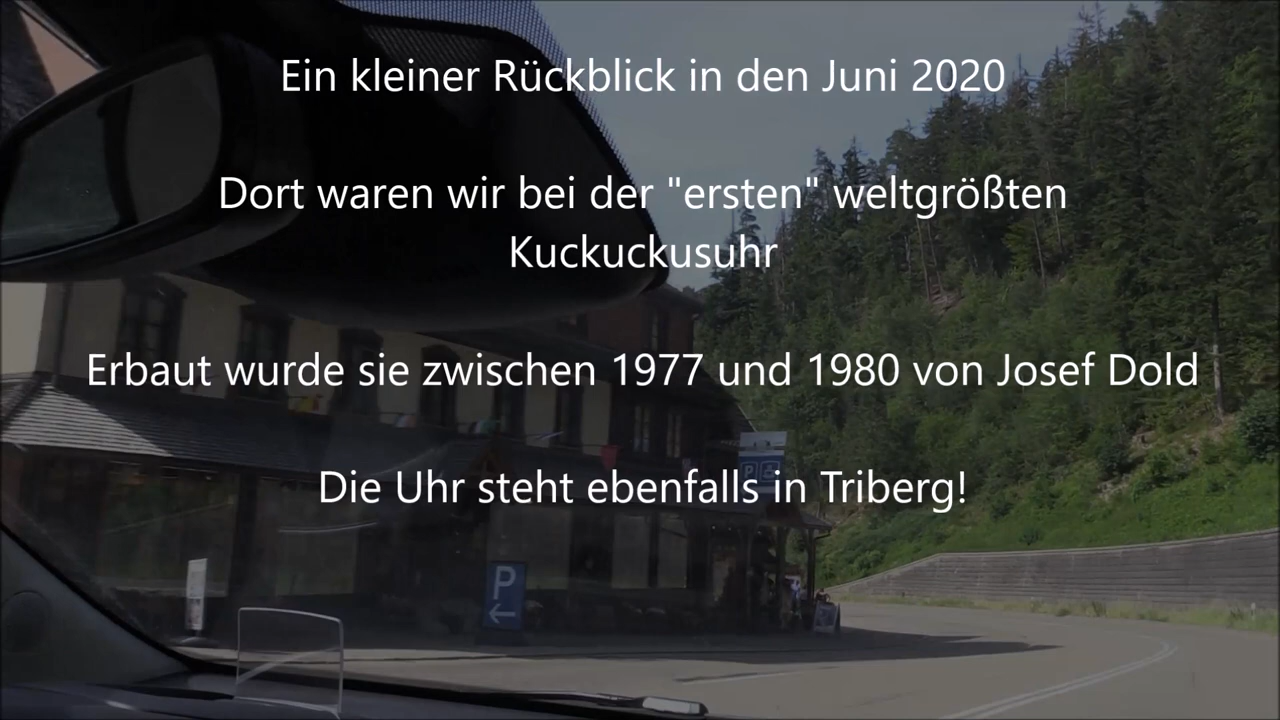 Ein kleiner Rückblick in den Juni 2020
Dort waren wir bei der "ersten" weltgrößten
Kuckuckusuhr
Erbaut wurde sie zwischen 1977 und 1980 von Josef Dold
Die Uhr steht ebenfalls in Triberg!
P
P